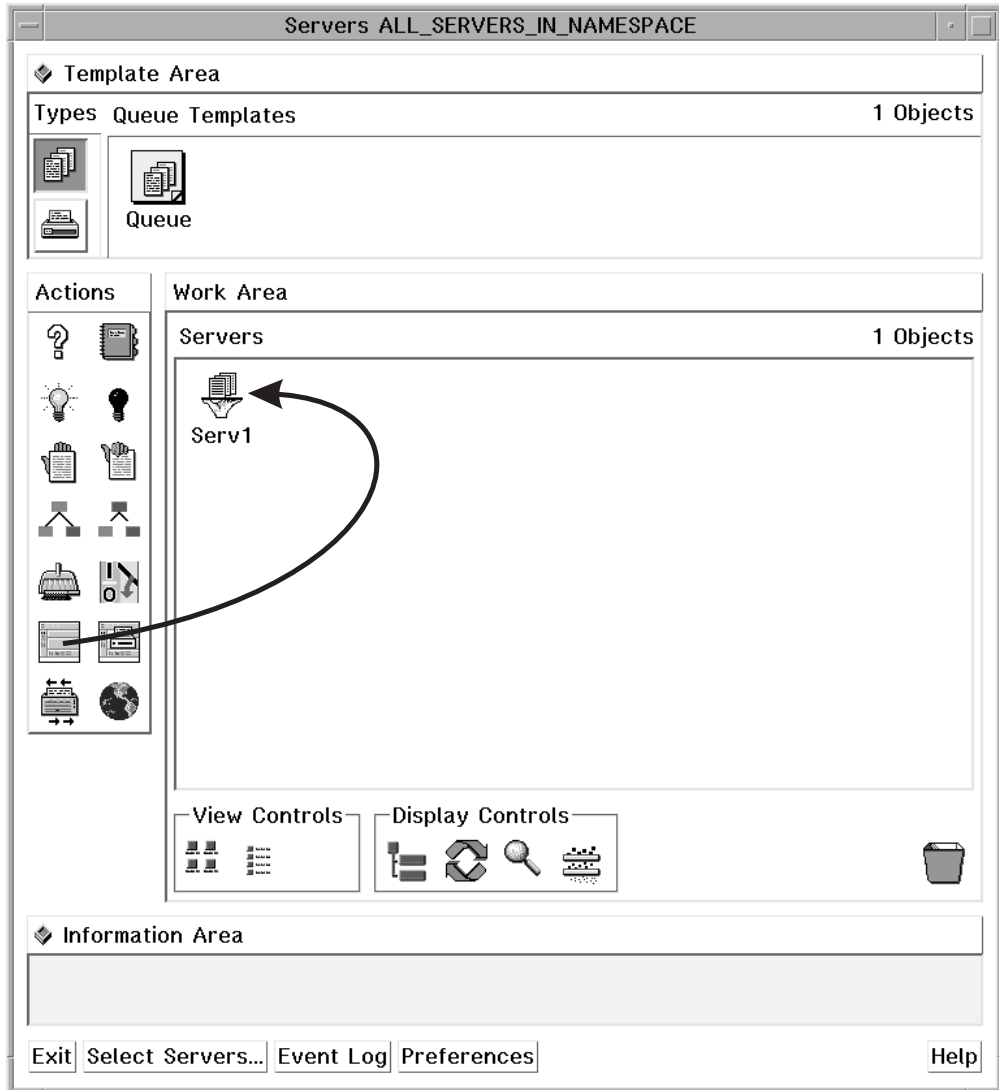 Servers ALL_SERVERS_IN_NAMESPACE
Template Area
Types Queue Templates 1 Objects
Queue
Actions
Work Area
Servers 1 Objects
Serv1
View Controls
Display Controls
Information Area
Exit Select Servers... Event Log Preferences Help